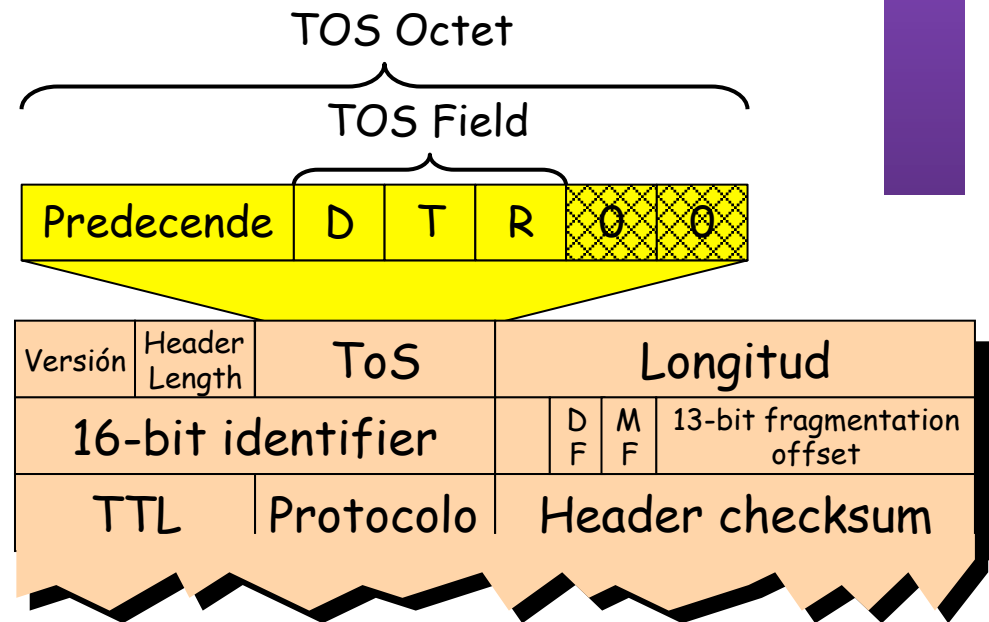 TOS Octet
TOS Field
Predecende D T R 0 0
Versión Header Length ToS Longitud
16-bit identifier D F M F 13-bit fragmentation offset
TTL Protocolo Header checksum